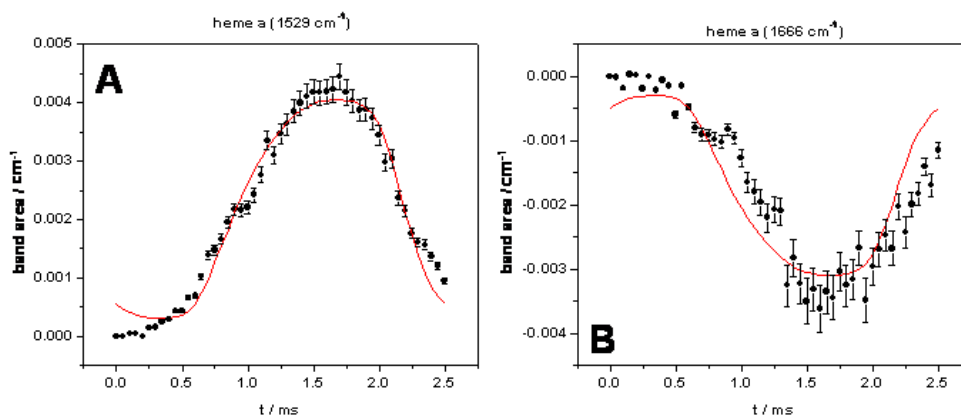 heme a (1529 cm⁻¹)
A
0.005
0.004
0.003
0.002
0.001
0.000
band area / cm⁻¹
0.0 0.5 1.0 1.5 2.0 2.5
t / ms
heme a (1666 cm⁻¹)
B
0.000
-0.001
-0.002
-0.003
-0.004
band area / cm⁻¹
0.0 0.5 1.0 1.5 2.0 2.5
t / ms